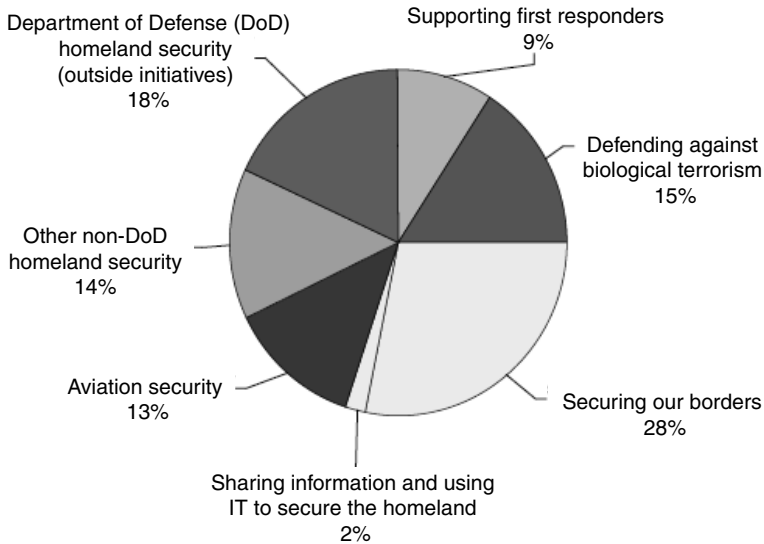 Department of Defense (DoD)
homeland security
(outside initiatives)
18%
Supporting first responders
9%
Defending against
biological terrorism
15%
Other non-DoD
homeland security
14%
Aviation security
13%
Securing our borders
28%
Sharing information and using
IT to secure the homeland
2%